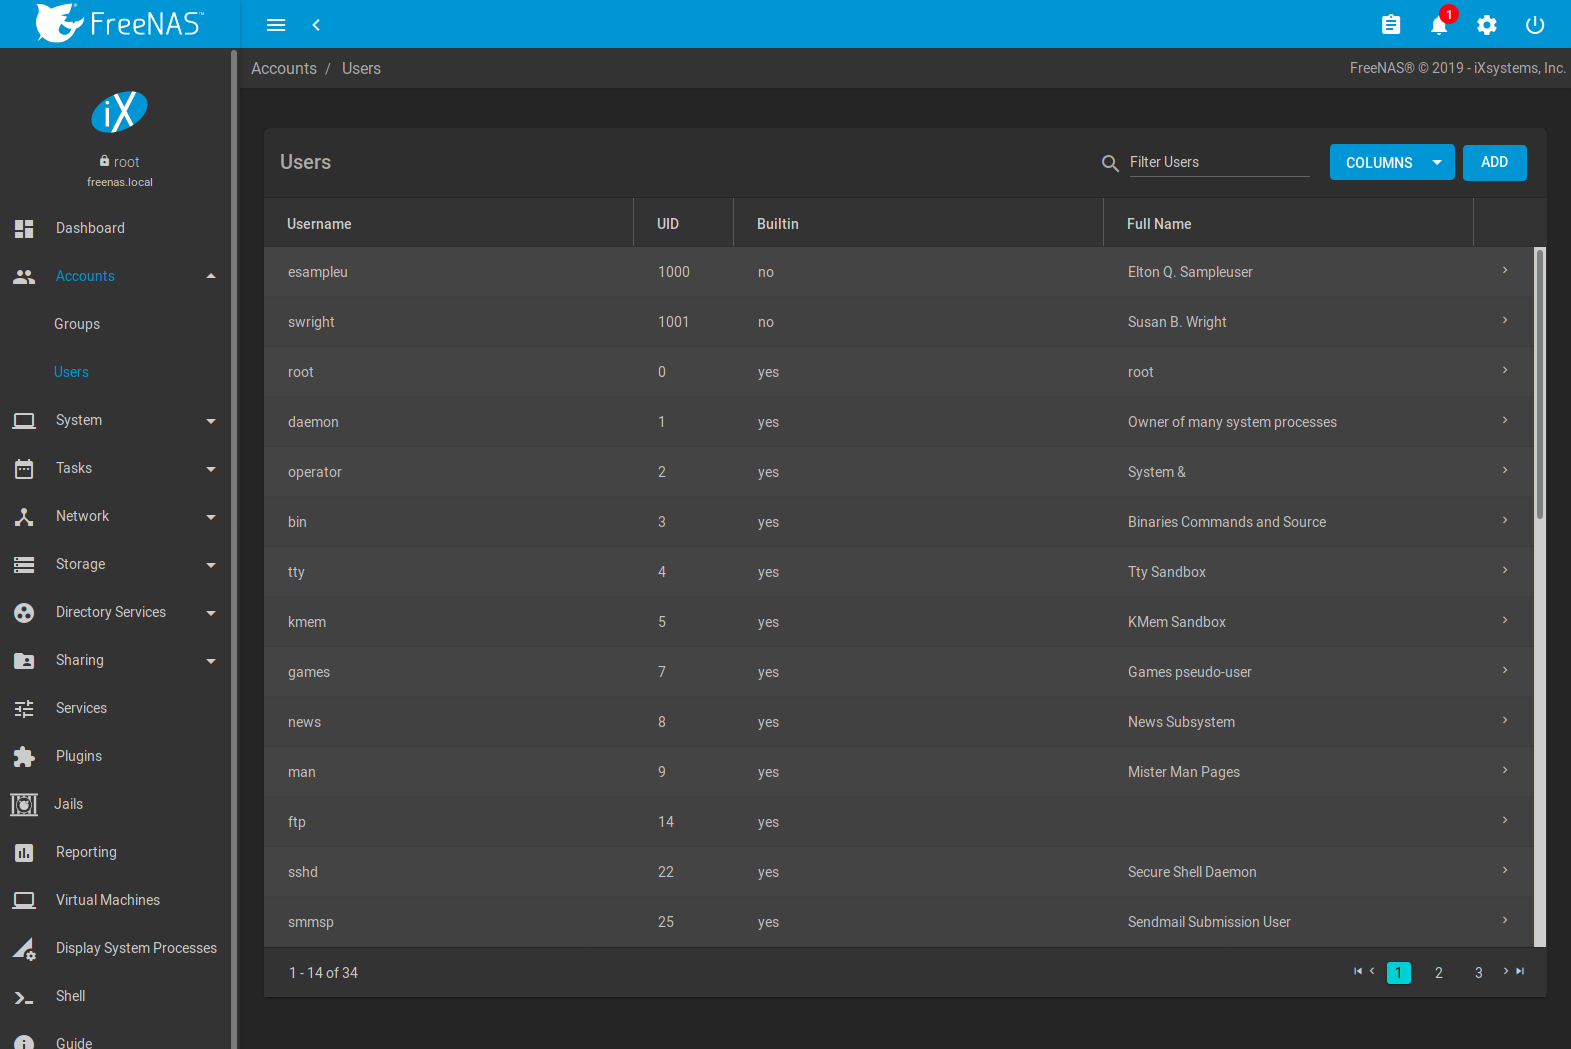 FreeNAS™
1
Accounts / Users
FreeNAS® © 2019 - iXsystems, Inc.
iX
root
freenas.local
Dashboard
Accounts
Groups
Users
System
Tasks
Network
Storage
Directory Services
Sharing
Services
Plugins
Jails
Reporting
Virtual Machines
Display System Processes
Shell
Guide
Users
Filter Users
COLUMNS
ADD
Username UID Builtin Full Name
esampleu 1000 no Elton Q. Sampleuser
swright 1001 no Susan B. Wright
root 0 yes root
daemon 1 yes Owner of many system processes
operator 2 yes System &
bin 3 yes Binaries Commands and Source
tty 4 yes Tty Sandbox
kmem 5 yes KMem Sandbox
games 7 yes Games pseudo-user
news 8 yes News Subsystem
man 9 yes Mister Man Pages
ftp 14 yes
sshd 22 yes Secure Shell Daemon
smmsp 25 yes Sendmail Submission User
1 - 14 of 34
1 2 3